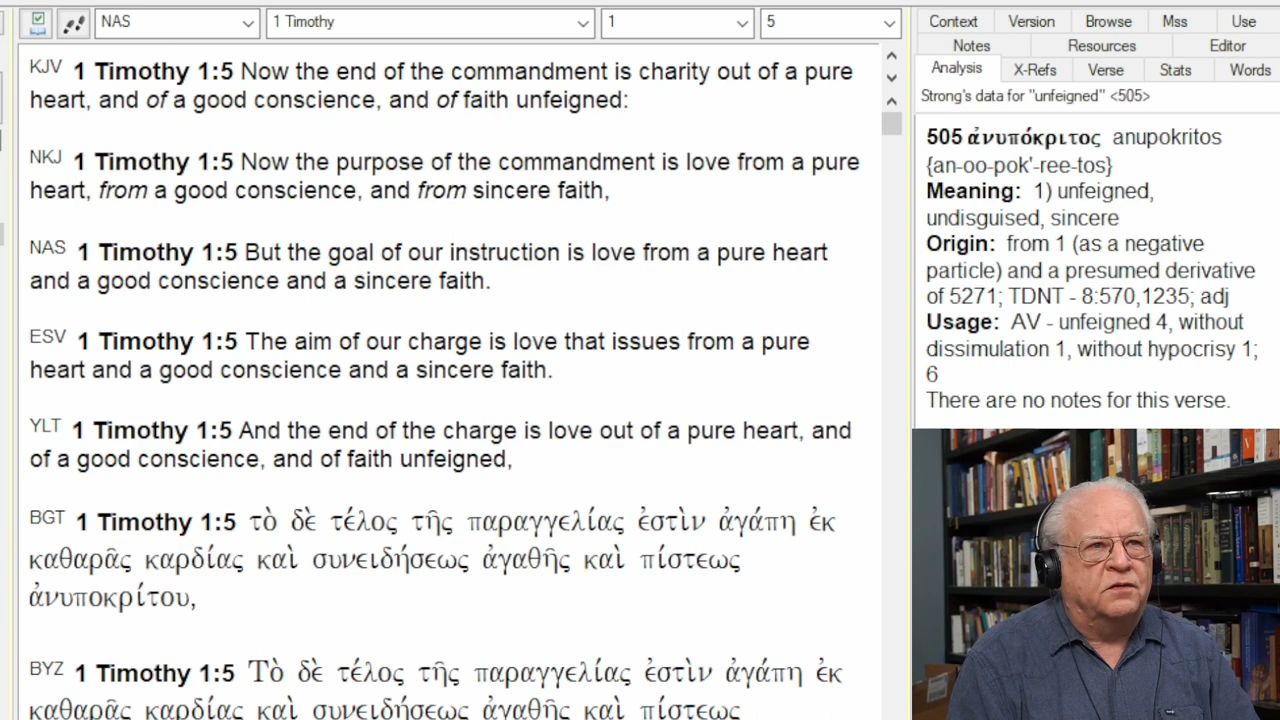 NAS 1 Timothy 1 5
KJV 1 Timothy 1:5 Now the end of the commandment is charity out of a pure
heart, and of a good conscience, and of faith unfeigned:
NKJ 1 Timothy 1:5 Now the purpose of the commandment is love from a pure
heart, from a good conscience, and from sincere faith,
NAS 1 Timothy 1:5 But the goal of our instruction is love from a pure heart
and a good conscience and a sincere faith.
ESV 1 Timothy 1:5 The aim of our charge is love that issues from a pure
heart and a good conscience and a sincere faith.
YLT 1 Timothy 1:5 And the end of the charge is love out of a pure heart, and
of a good conscience, and of faith unfeigned,
BGT 1 Timothy 1:5 τὸ δὲ τέλος τῆς παραγγελίας ἐστὶν ἀγάπη ἐκ
καθαρᾶς καρδίας καὶ συνειδήσεως ἀγαθῆς καὶ πίστεως
ἀνυποκρίτου,
BYZ 1 Timothy 1:5 Τὸ δὲ τέλος τῆς παραγγελίας ἐστὶν ἀγάπη ἐκ
καθαρᾶς καρδίας καὶ συνειδήσεως ἀγαθῆς καὶ πίστεως
Context Version Browse Mss Use
Notes Resources Editor
Analysis X-Refs Verse Stats Words
Strong's data for "unfeigned" <505>
505 ἀνυπόκριτος anupokritos
{an-oo-pok'-ree-tos}
Meaning: 1) unfeigned,
undisguised, sincere
Origin: from 1 (as a negative
particle) and a presumed derivative
of 5271; TDNT - 8:570,1235; adj
Usage: AV - unfeigned 4, without
dissimulation 1, without hypocrisy 1;
6
There are no notes for this verse.